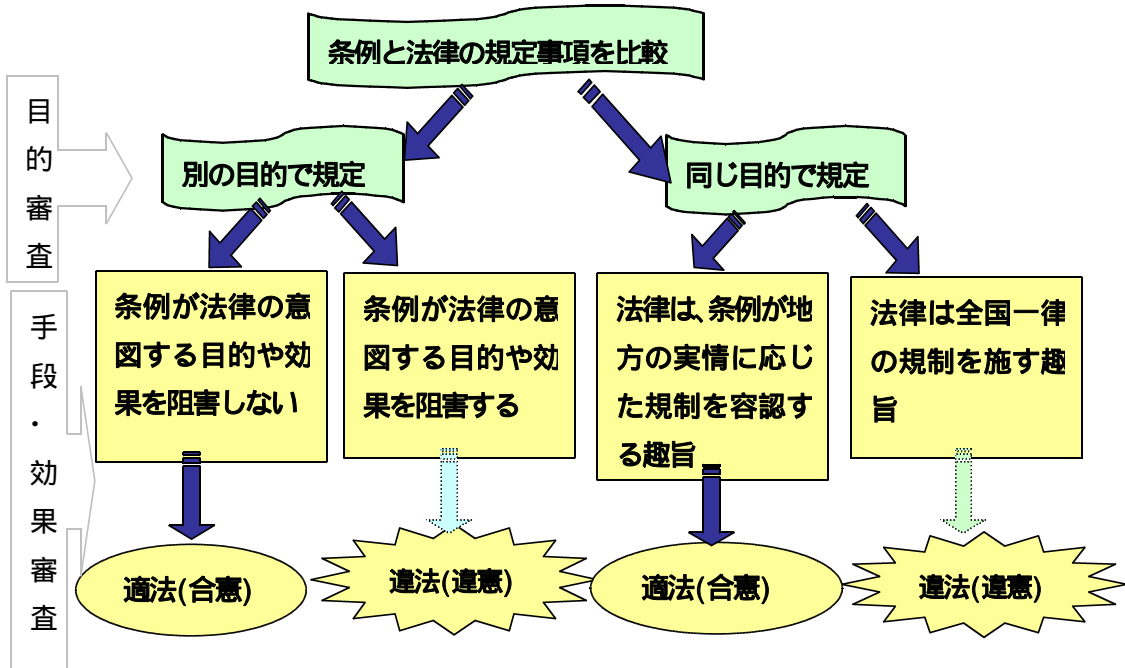 条例と法律の規定事項を比較
目的審査
別の目的で規定
同じ目的で規定
手段・効果審査
条例が法律の意
図する目的や効
果を阻害しない
条例が法律の意
図する目的や効
果を阻害する
法律は、条例が地
方の実情に応じ
た規制を容認す
る趣旨
法律は全国一律
の規制を施す趣
旨
適法(合憲)
違法(違憲)
適法(合憲)
違法(違憲)